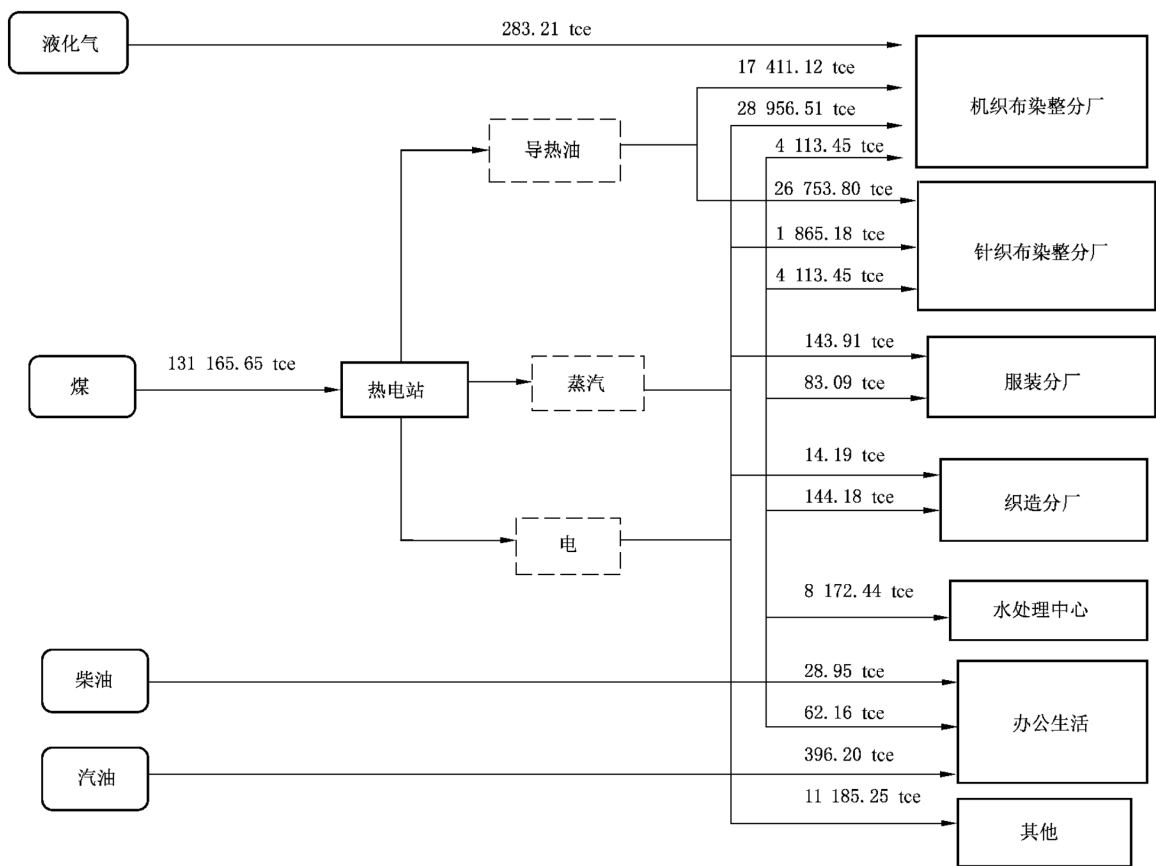 液化气
283.21 tce
17 411.12 tce
机织布染整分厂
28 956.51 tce
导热油
4 113.45 tce
26 753.80 tce
1 865.18 tce
针织布染整分厂
4 113.45 tce
143.91 tce
131 165.65 tce
服装分厂
煤
热电站
蒸汽
83.09 tce
14.19 tce
144.18 tce
织造分厂
电
8 172.44 tce
水处理中心
柴油
28.95 tce
62.16 tce
办公生活
汽油
396.20 tce
11 185.25 tce
其他